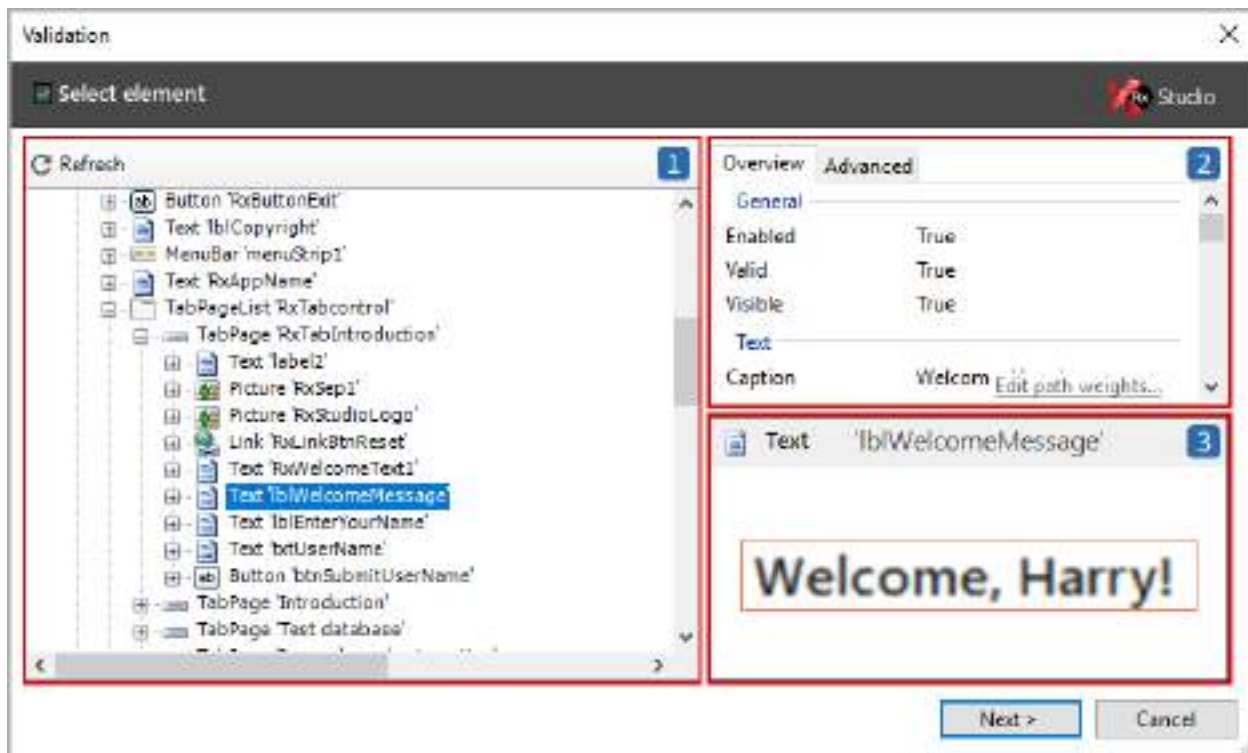 Validation
Select element
Rx Studio
Refresh
1
Button 'RxButtonExit'
Text 'lblCopyright'
MenuBar 'menuStrip1'
Text 'RxAppName'
TabPageList 'RxTabcontrol'
TabPage 'RxTabIntroduction'
Text 'label2'
Picture 'RxSep1'
Picture 'RxStudioLogo'
Link 'RxLinkBtnReset'
Text 'RxWelcomeText1'
Text 'lblWelcomeMessage'
Text 'lblEnterYourName'
Text 'txtUserName'
Button 'btnSubmitUserName'
TabPage 'Introduction'
TabPage 'Test database'
Overview Advanced
2
General
Enabled True
Valid True
Visible True
Text
Caption Welcom Edit path weights...
Text 'lblWelcomeMessage'
3
Welcome, Harry!
Next > Cancel